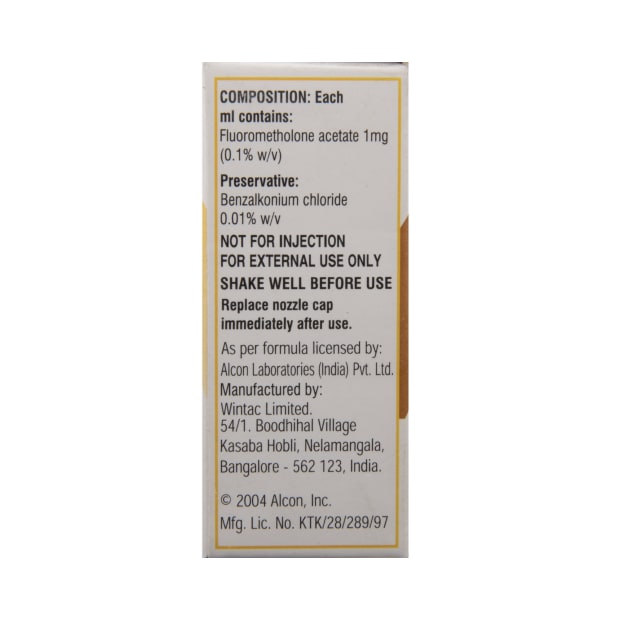 COMPOSITION: Each
ml contains:
Fluorometholone acetate 1mg
(0.1% w/v)
Preservative:
Benzalkonium chloride
0.01% w/v
NOT FOR INJECTION
FOR EXTERNAL USE ONLY
SHAKE WELL BEFORE USE
Replace nozzle cap
immediately after use.
As per formula licensed by:
Alcon Laboratories (India) Pvt. Ltd.
Manufactured by:
Wintac Limited.
54/1. Boodhihal Village
Kasaba Hobli, Nelamangala,
Bangalore - 562 123, India.
© 2004 Alcon, Inc.
Mfg. Lic. No. KTK/28/289/97